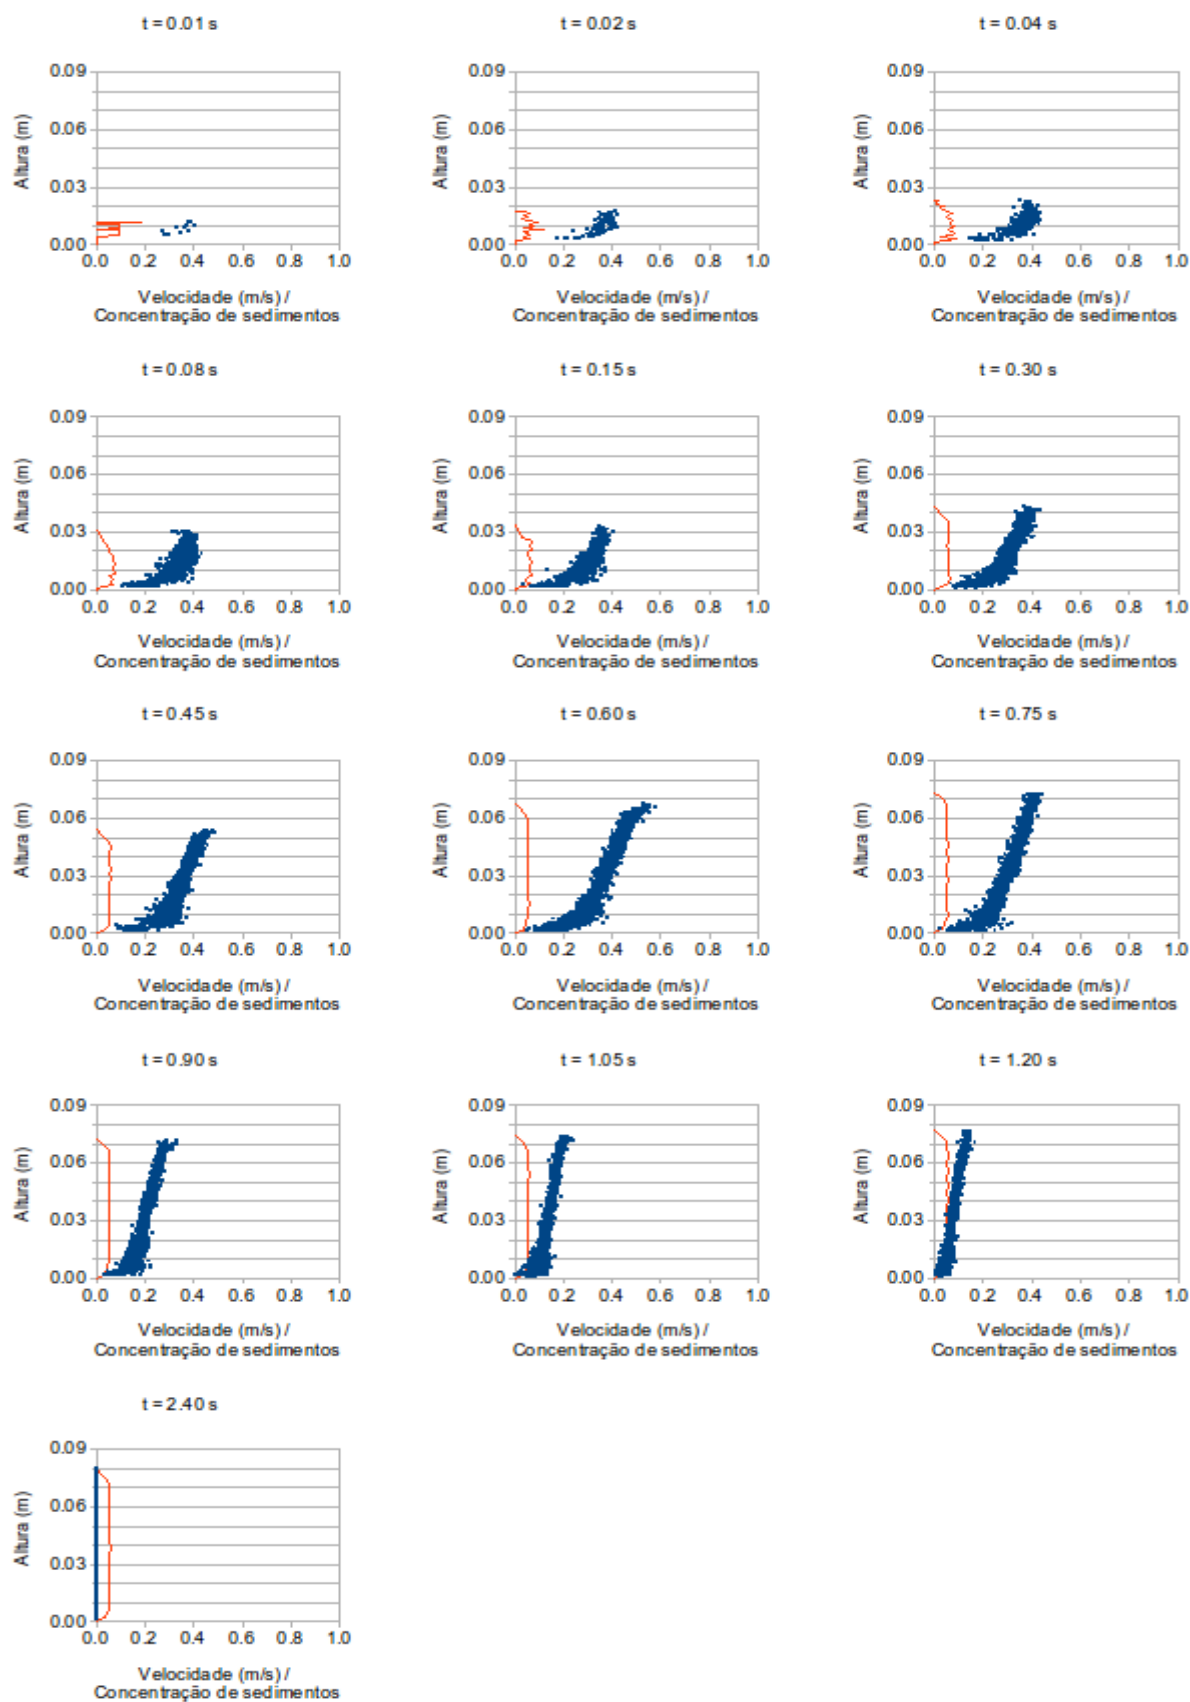 t = 0.01 s
t = 0.02 s
t = 0.04 s
0.09
0.06
0.03
0.00
Altura (m)
0.0 0.2 0.4 0.6 0.8 1.0
Velocidade (m/s) /
Concentração de sedimentos
0.09
0.06
0.03
0.00
Altura (m)
0.0 0.2 0.4 0.6 0.8 1.0
Velocidade (m/s) /
Concentração de sedimentos
0.09
0.06
0.03
0.00
Altura (m)
0.0 0.2 0.4 0.6 0.8 1.0
Velocidade (m/s) /
Concentração de sedimentos
t = 0.08 s
t = 0.15 s
t = 0.30 s
0.09
0.06
0.03
0.00
Altura (m)
0.0 0.2 0.4 0.6 0.8 1.0
Velocidade (m/s) /
Concentração de sedimentos
0.09
0.06
0.03
0.00
Altura (m)
0.0 0.2 0.4 0.6 0.8 1.0
Velocidade (m/s) /
Concentração de sedimentos
0.09
0.06
0.03
0.00
Altura (m)
0.0 0.2 0.4 0.6 0.8 1.0
Velocidade (m/s) /
Concentração de sedimentos
t = 0.45 s
t = 0.60 s
t = 0.75 s
0.09
0.06
0.03
0.00
Altura (m)
0.0 0.2 0.4 0.6 0.8 1.0
Velocidade (m/s) /
Concentração de sedimentos
0.09
0.06
0.03
0.00
Altura (m)
0.0 0.2 0.4 0.6 0.8 1.0
Velocidade (m/s) /
Concentração de sedimentos
0.09
0.06
0.03
0.00
Altura (m)
0.0 0.2 0.4 0.6 0.8 1.0
Velocidade (m/s) /
Concentração de sedimentos
t = 0.90 s
t = 1.05 s
t = 1.20 s
0.09
0.06
0.03
0.00
Altura (m)
0.0 0.2 0.4 0.6 0.8 1.0
Velocidade (m/s) /
Concentração de sedimentos
0.09
0.06
0.03
0.00
Altura (m)
0.0 0.2 0.4 0.6 0.8 1.0
Velocidade (m/s) /
Concentração de sedimentos
0.09
0.06
0.03
0.00
Altura (m)
0.0 0.2 0.4 0.6 0.8 1.0
Velocidade (m/s) /
Concentração de sedimentos
t = 2.40 s
0.09
0.06
0.03
0.00
Altura (m)
0.0 0.2 0.4 0.6 0.8 1.0
Velocidade (m/s) /
Concentração de sedimentos